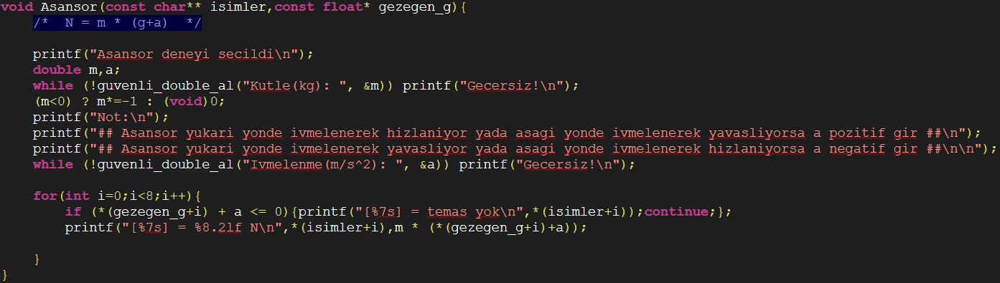 void Asansor(const char** isimler,const float* gezegen_g){
    /*  N = m * (g+a)  */
    printf("Asansor deneyi secildi\n");
    double m,a;
    while (!guvenli_double_al("Kutle(kg): ", &m)) printf("Gecersiz!\n");
    (m<0) ? m*=-1 : (void)0;
    printf("Not:\n");
    printf("## Asansor yukari yonde ivmelenerek hizlaniyor yada asagi yonde ivmelenerek yavasliyorsa a pozitif gir ##\n");
    printf("## Asansor yukari yonde ivmelenerek yavasliyor yada asagi yonde ivmelenerek hizlaniyorsa a negatif gir ##\n\n");
    while (!guvenli_double_al("Ivmelenme(m/s^2): ", &a)) printf("Gecersiz!\n");
    for(int i=0;i<8;i++){
        if (*(gezegen_g+i) + a <= 0){printf("[%7s] = temas yok\n",*(isimler+i));continue;};
        printf("[%7s] = %8.2lf N\n",*(isimler+i),m * (*(gezegen_g+i)+a));
    }
}